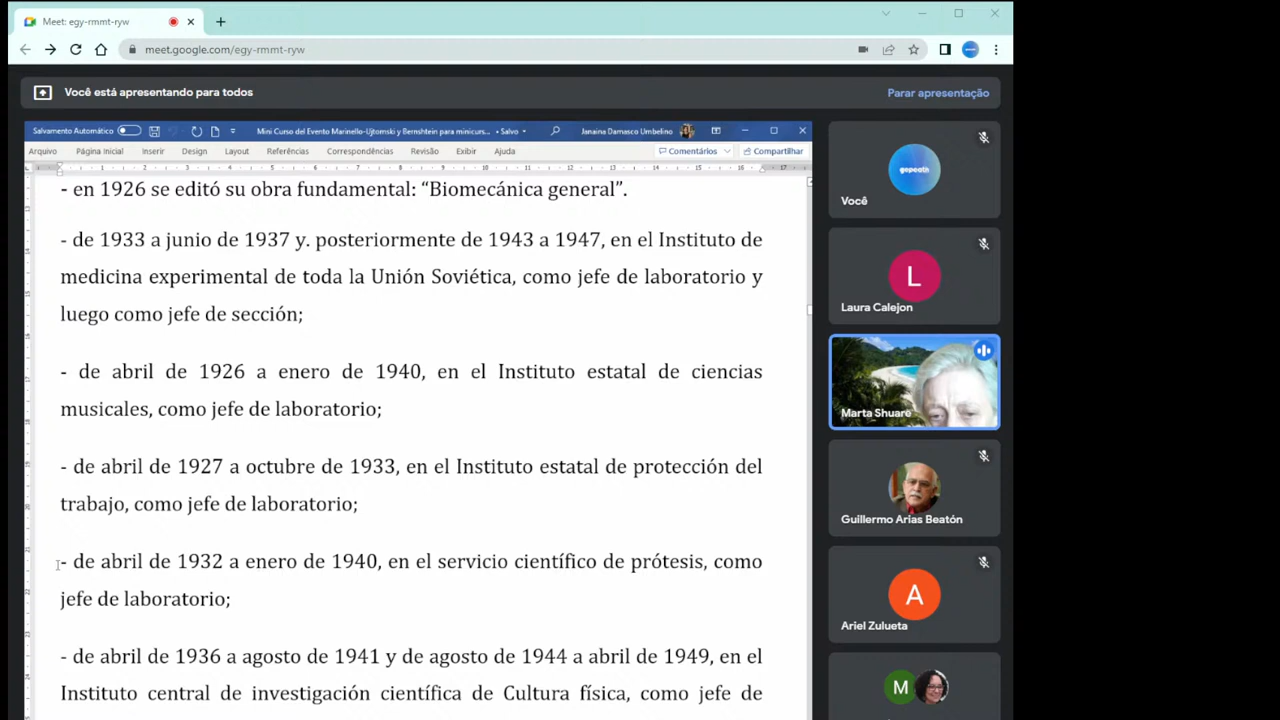 Meet: egy-rmmt-ryw
meet.google.com/egy-rmmt-ryw
Você está apresentando para todos
Parar apresentação
Salvamento Automático
Mini Curso del Evento Marinello-Ujtomski y Bernshtein para minicurs... • Salvo
Janaina Damasco Umbelino
Arquivo Página Inicial Inserir Design Layout Referências Correspondências Revisão Exibir Ajuda
Comentários
Compartilhar
- en 1926 se editó su obra fundamental: “Biomecánica general”.
- de 1933 a junio de 1937 y. posteriormente de 1943 a 1947, en el Instituto de
medicina experimental de toda la Unión Soviética, como jefe de laboratorio y
luego como jefe de sección;
- de abril de 1926 a enero de 1940, en el Instituto estatal de ciencias
musicales, como jefe de laboratorio;
- de abril de 1927 a octubre de 1933, en el Instituto estatal de protección del
trabajo, como jefe de laboratorio;
- de abril de 1932 a enero de 1940, en el servicio científico de prótesis, como
jefe de laboratorio;
- de abril de 1936 a agosto de 1941 y de agosto de 1944 a abril de 1949, en el
Instituto central de investigación científica de Cultura física, como jefe de
gepeath
Você
L
Laura Calejon
Marta Shuare
Guillermo Arias Beatón
A
Ariel Zulueta
M